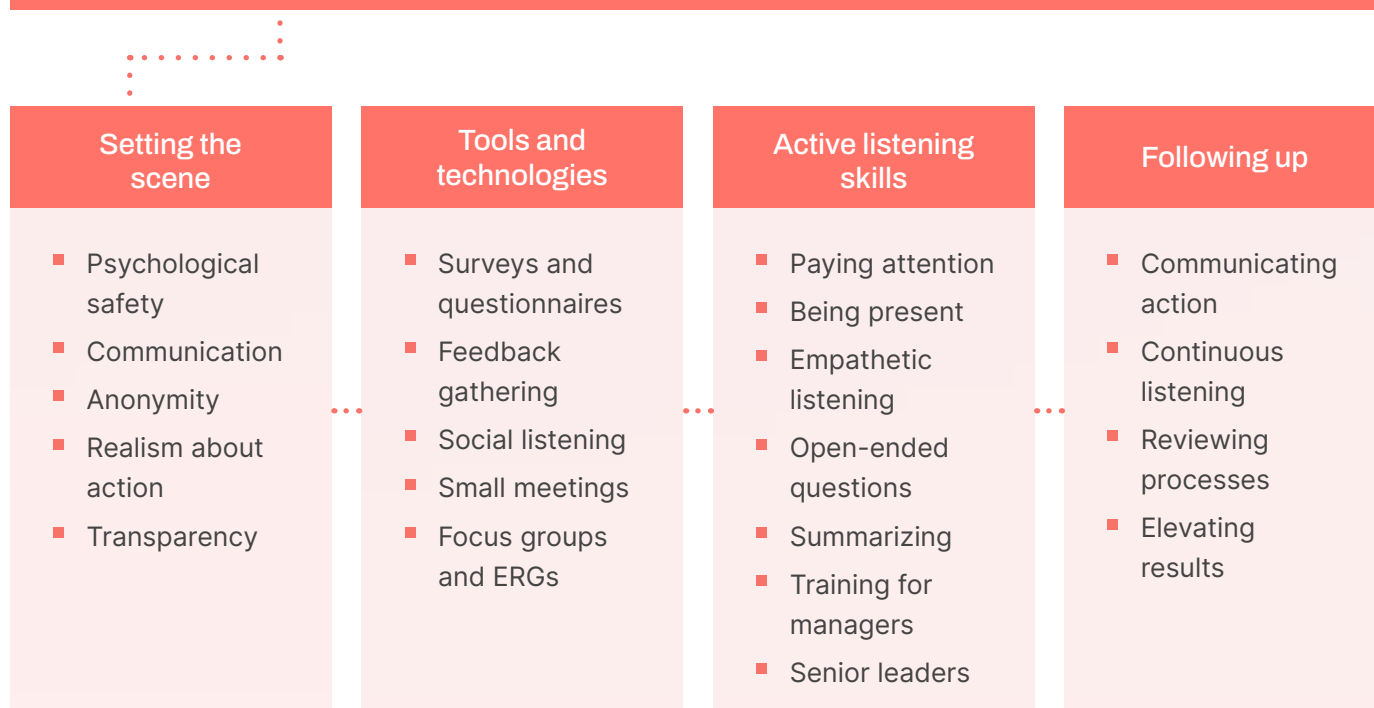 Setting the
scene
Psychological
safety
Communication
Anonymity
Realism about
action
Transparency
Tools and
technologies
Surveys and
questionnaires
Feedback
gathering
Social listening
Small meetings
Focus groups
and ERGs
Active listening
skills
Paying attention
Being present
Empathetic
listening
Open-ended
questions
Summarizing
Training for
managers
Senior leaders
Following up
Communicating
action
Continuous
listening
Reviewing
processes
Elevating
results